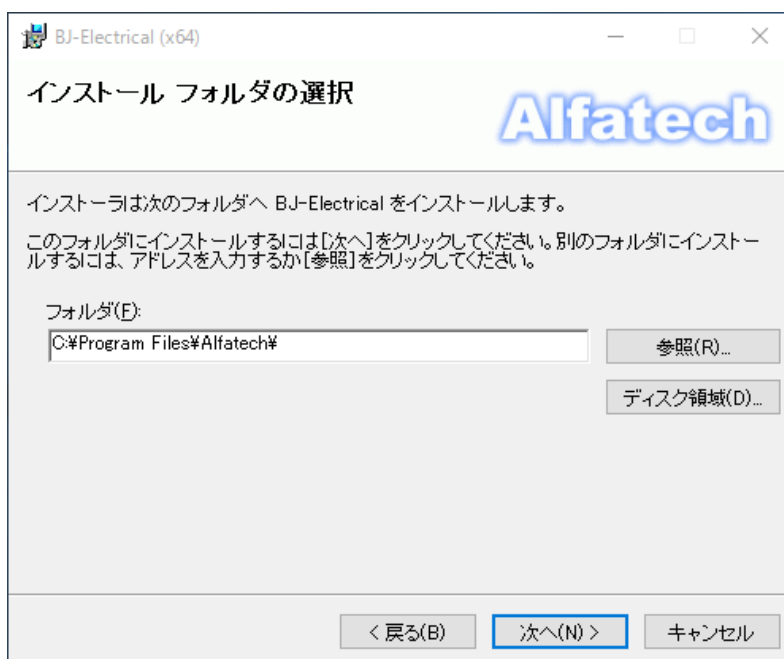 BJ-Electrical (x64)
インストール フォルダの選択
Alfatech
インストーラは次のフォルダへ BJ-Electrical をインストールします。
このフォルダにインストールするには[次へ]をクリックしてください。別のフォルダにインストー
ルするには、アドレスを入力するか[参照]をクリックしてください。
フォルダ(F):
C:¥Program Files¥Alfatech¥
参照(R)...
ディスク領域(D)...
< 戻る(B)
次へ(N) >
キャンセル